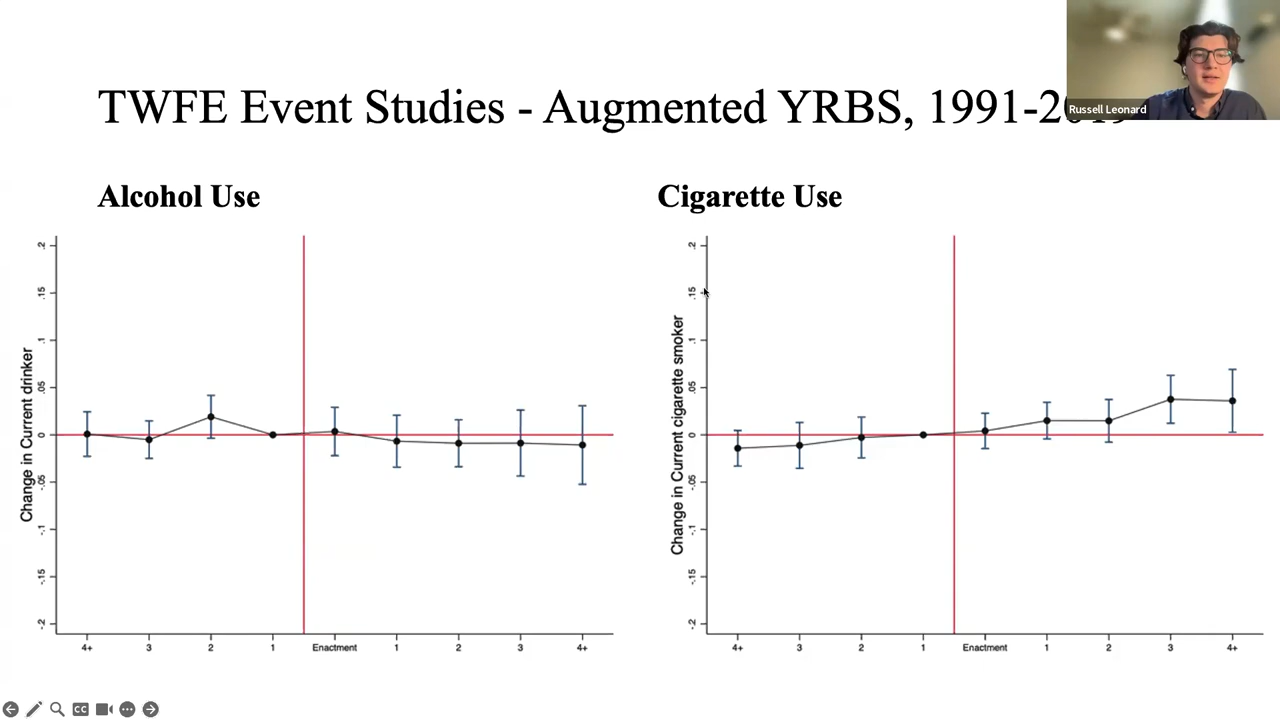 TWFE Event Studies - Augmented YRBS, 1991-
Russell Leonard
Alcohol Use
Cigarette Use
Change in Current drinker
.2
.15
.1
.05
0
-.05
-.1
-.15
-.2
4+ 3 2 1 Enactment 1 2 3 4+
Change in Current cigarette smoker
.2
.15
.1
.05
0
-.05
-.1
-.15
-.2
4+ 3 2 1 Enactment 1 2 3 4+
CC